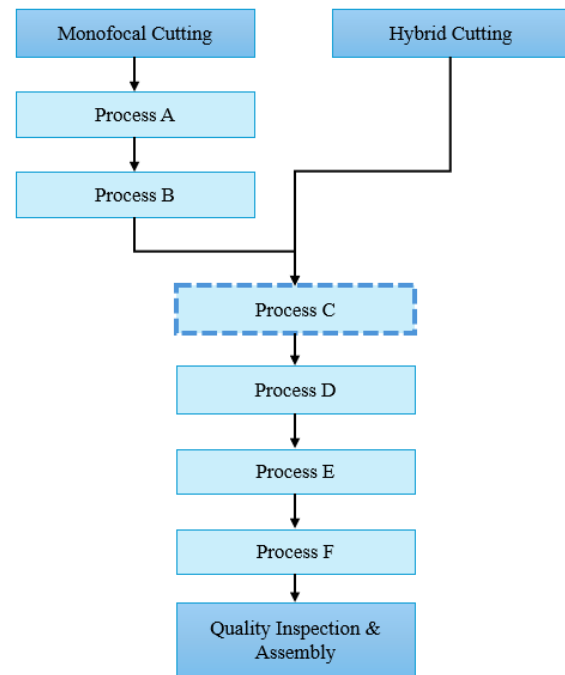 Monofocal Cutting
Hybrid Cutting
Process A
Process B
Process C
Process D
Process E
Process F
Quality Inspection &
Assembly